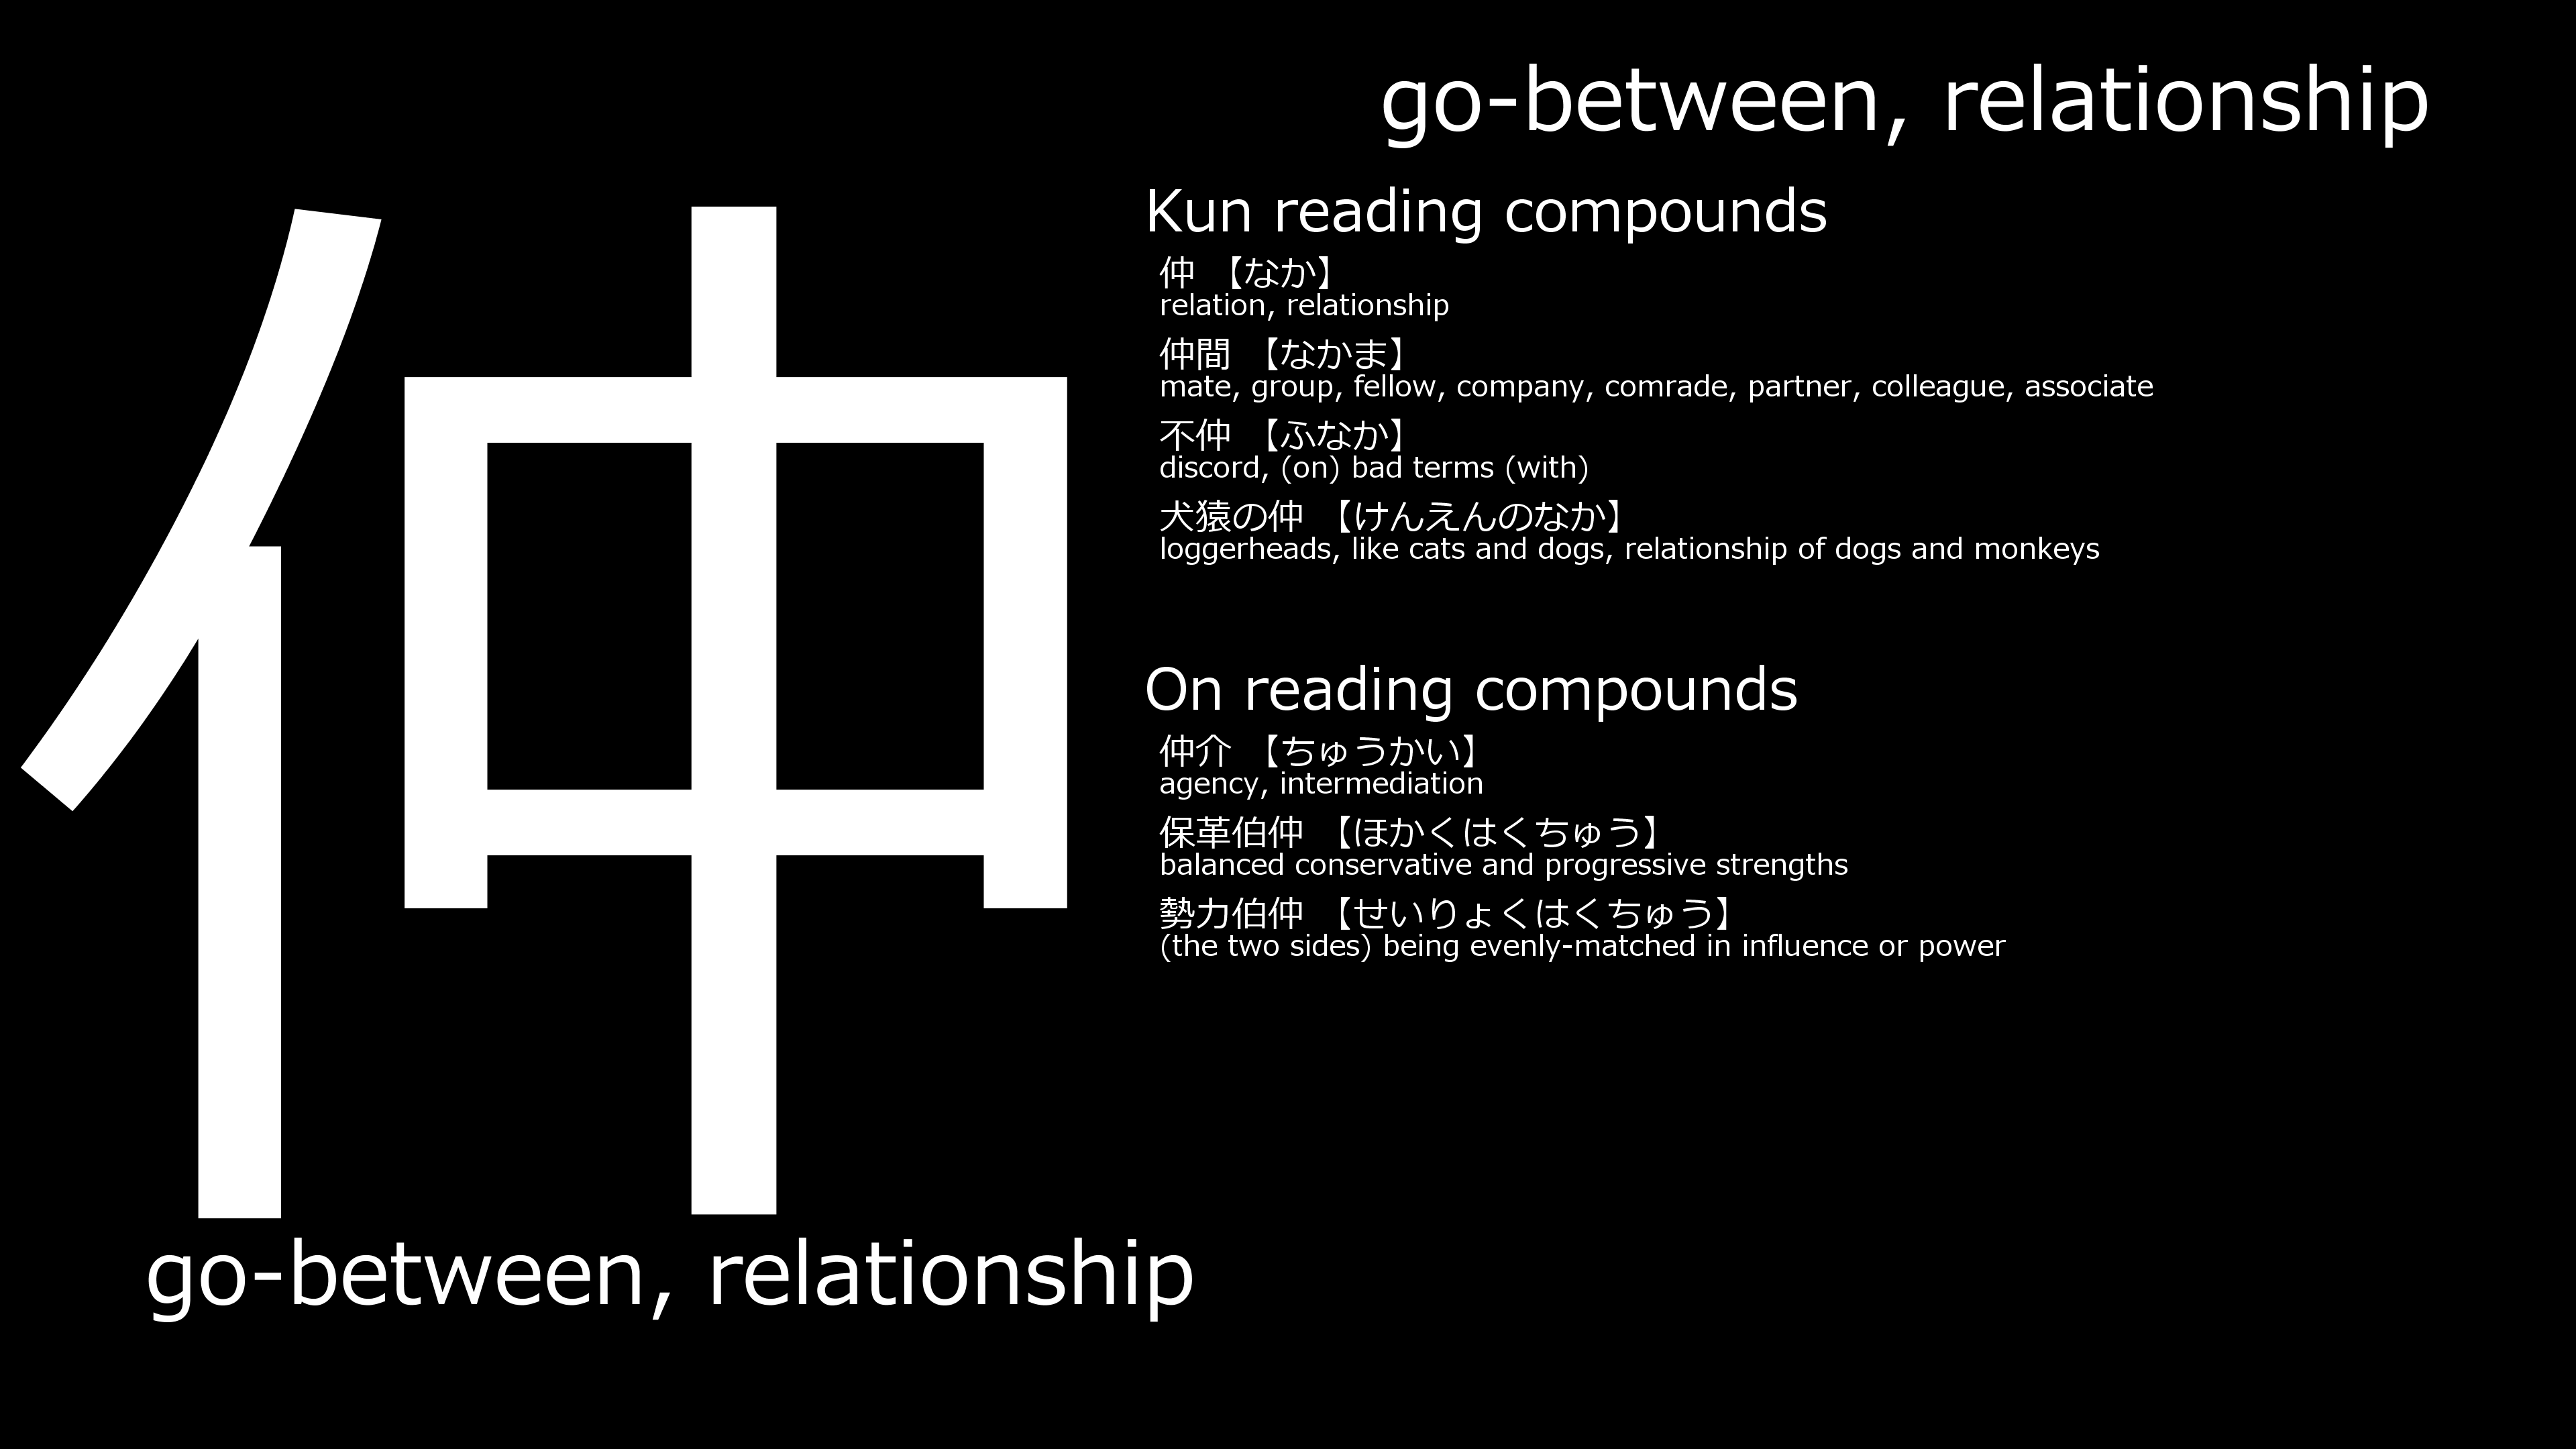 仲
go-between, relationship
go-between, relationship
Kun reading compounds
仲 【なか】
relation, relationship
仲間 【なかま】
mate, group, fellow, company, comrade, partner, colleague, associate
不仲 【ふなか】
discord, (on) bad terms (with)
犬猿の仲 【けんえんのなか】
loggerheads, like cats and dogs, relationship of dogs and monkeys
On reading compounds
仲介 【ちゅうかい】
agency, intermediation
保革伯仲 【ほかくはくちゅう】
balanced conservative and progressive strengths
勢力伯仲 【せいりょくはくちゅう】
(the two sides) being evenly-matched in influence or power